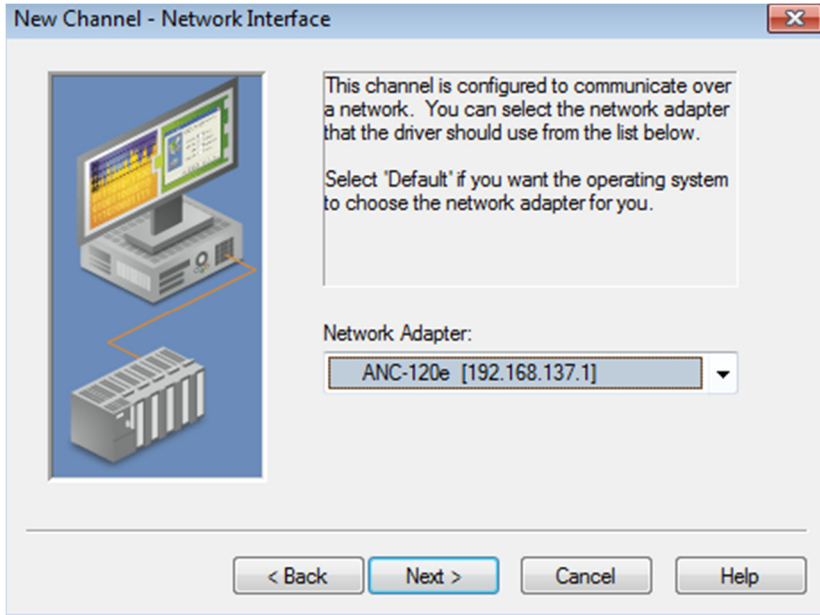 New Channel - Network Interface
This channel is configured to communicate over
a network. You can select the network adapter
that the driver should use from the list below.
Select 'Default' if you want the operating system
to choose the network adapter for you.
Network Adapter:
ANC-120e [192.168.137.1]
< Back
Next >
Cancel
Help